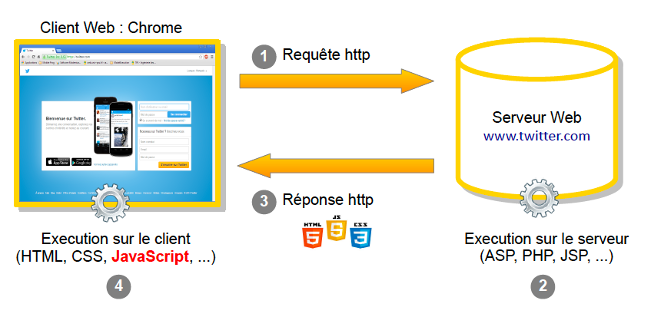 Client Web : Chrome
1 Requête http
Serveur Web
www.twitter.com
Bienvenue sur Twitter.
3 Réponse http
HTML JS CSS
5 3
Execution sur le client
(HTML, CSS, JavaScript, ...)
4
Execution sur le serveur
(ASP, PHP, JSP, ...)
2